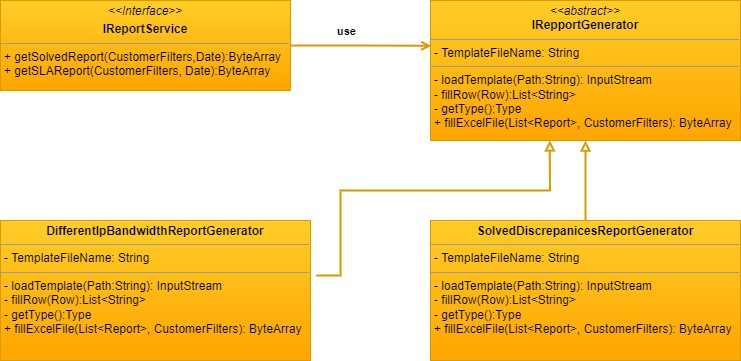 <<Interface>>
IReportService
+ getSolvedReport(CustomerFilters,Date):ByteArray
+ getSLAReport(CustomerFilters, Date):ByteArray
use
<<abstract>>
IRepportGenerator
- TemplateFileName: String
- loadTemplate(Path:String): InputStream
- fillRow(Row):List<String>
- getType():Type
+ fillExcelFile(List<Report>, CustomerFilters): ByteArray
DifferentIpBandwidthReportGenerator
- TemplateFileName: String
- loadTemplate(Path:String): InputStream
- fillRow(Row):List<String>
- getType():Type
+ fillExcelFile(List<Report>, CustomerFilters): ByteArray
SolvedDiscrepanicesReportGenerator
- TemplateFileName: String
- loadTemplate(Path:String): InputStream
- fillRow(Row):List<String>
- getType():Type
+ fillExcelFile(List<Report>, CustomerFilters): ByteArray